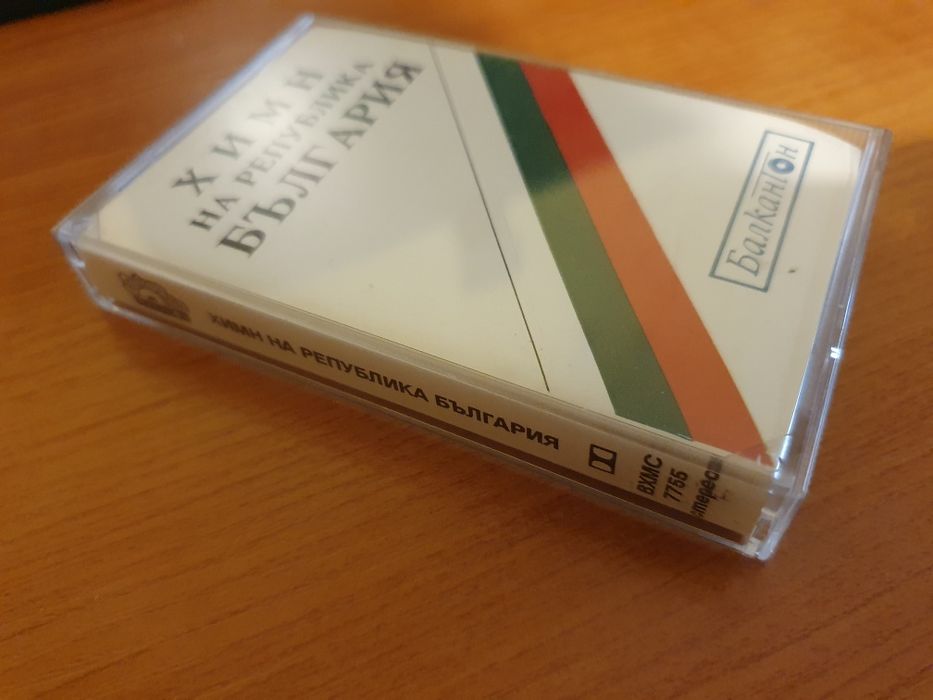 ХИМН
НА РЕПУБЛИКА
БЪЛГАРИЯ
Балкантон
ХИМН НА РЕПУБЛИКА БЪЛГАРИЯ
ВХМС
7755